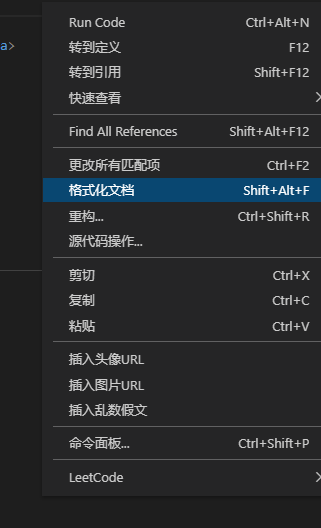 a>
Run Code Ctrl+Alt+N
转到定义 F12
转到引用 Shift+F12
快速查看
Find All References Shift+Alt+F12
更改所有匹配项 Ctrl+F2
格式化文档 Shift+Alt+F
重构... Ctrl+Shift+R
源代码操作...
剪切 Ctrl+X
复制 Ctrl+C
粘贴 Ctrl+V
插入头像URL
插入图片URL
插入乱数假文
命令面板... Ctrl+Shift+P
LeetCode